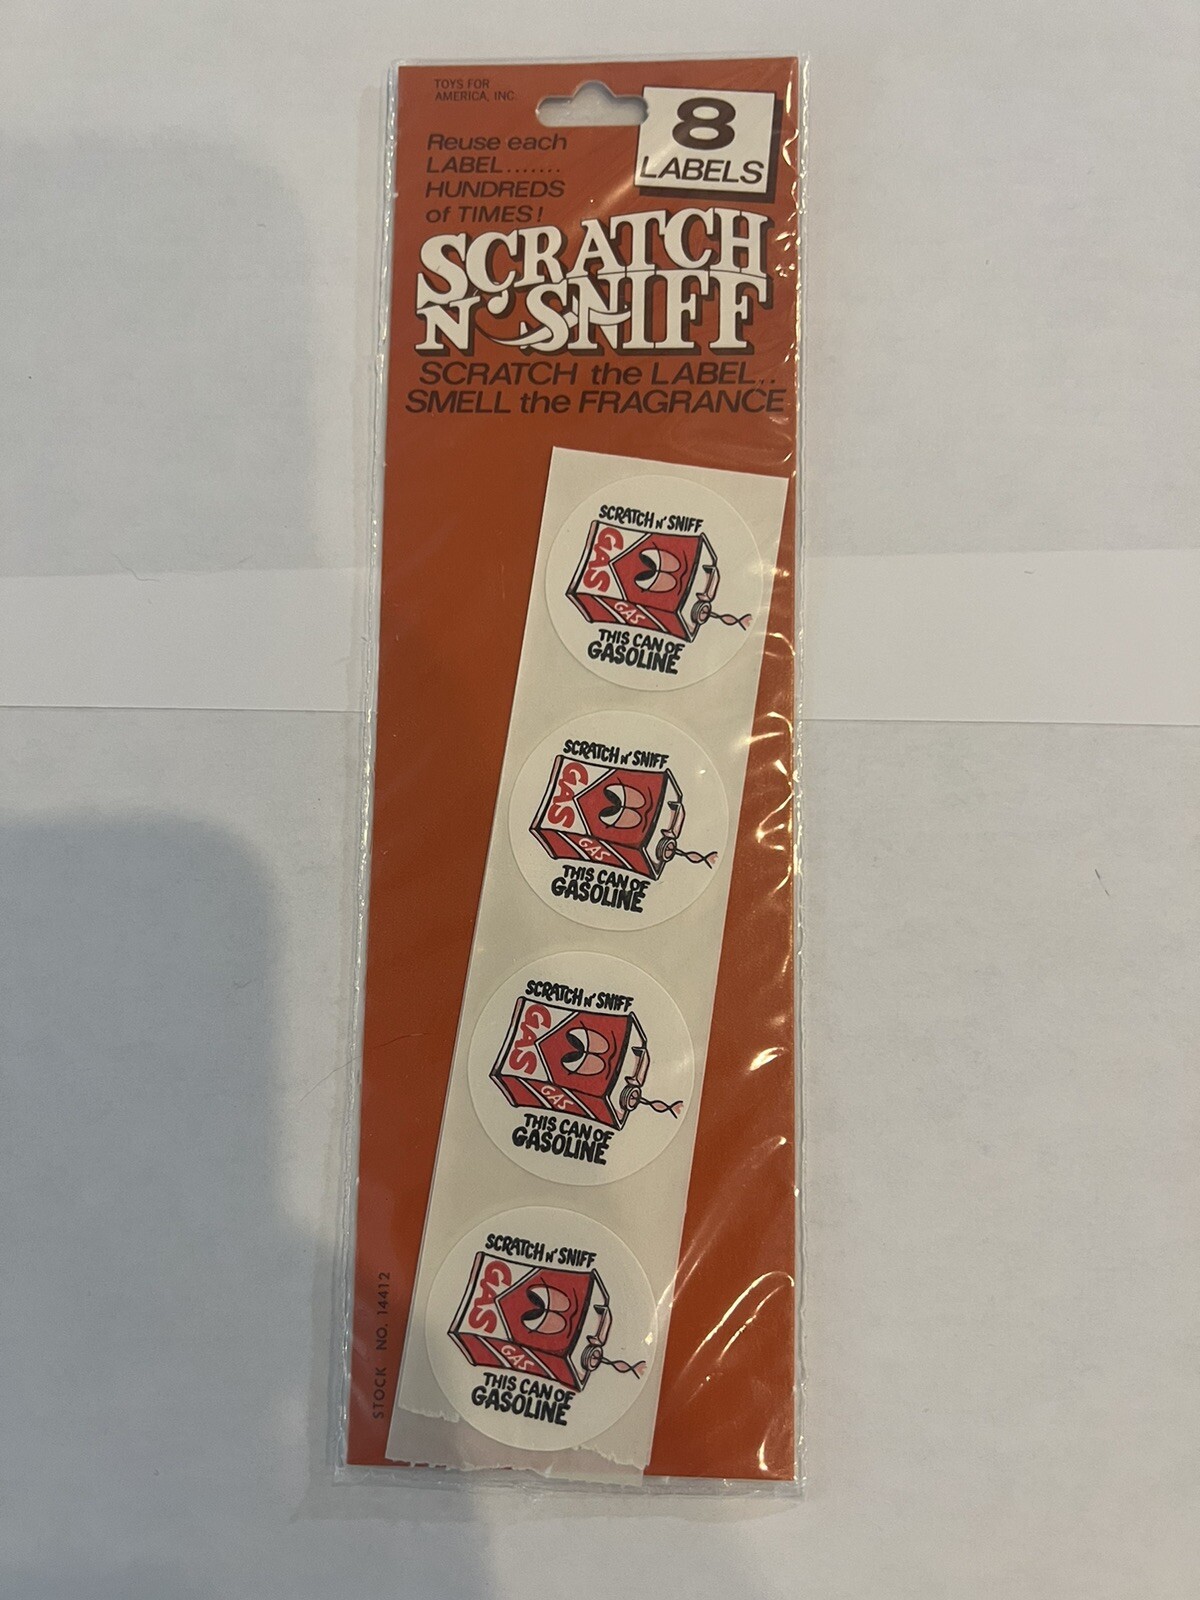 TOYS FOR
AMERICA, INC.
8
LABELS
Reuse each
LABEL.......
HUNDREDS
of TIMES!
SCRATCH
N' SNIFF
SCRATCH the LABEL..
SMELL the FRAGRANCE
SCRATCH N' SNIFF
GAS
GAS
THIS CAN OF
GASOLINE
SCRATCH N' SNIFF
GAS
GAS
THIS CAN OF
GASOLINE
SCRATCH N' SNIFF
GAS
GAS
THIS CAN OF
GASOLINE
SCRATCH N' SNIFF
GAS
GAS
THIS CAN OF
GASOLINE
STOCK NO. 14412